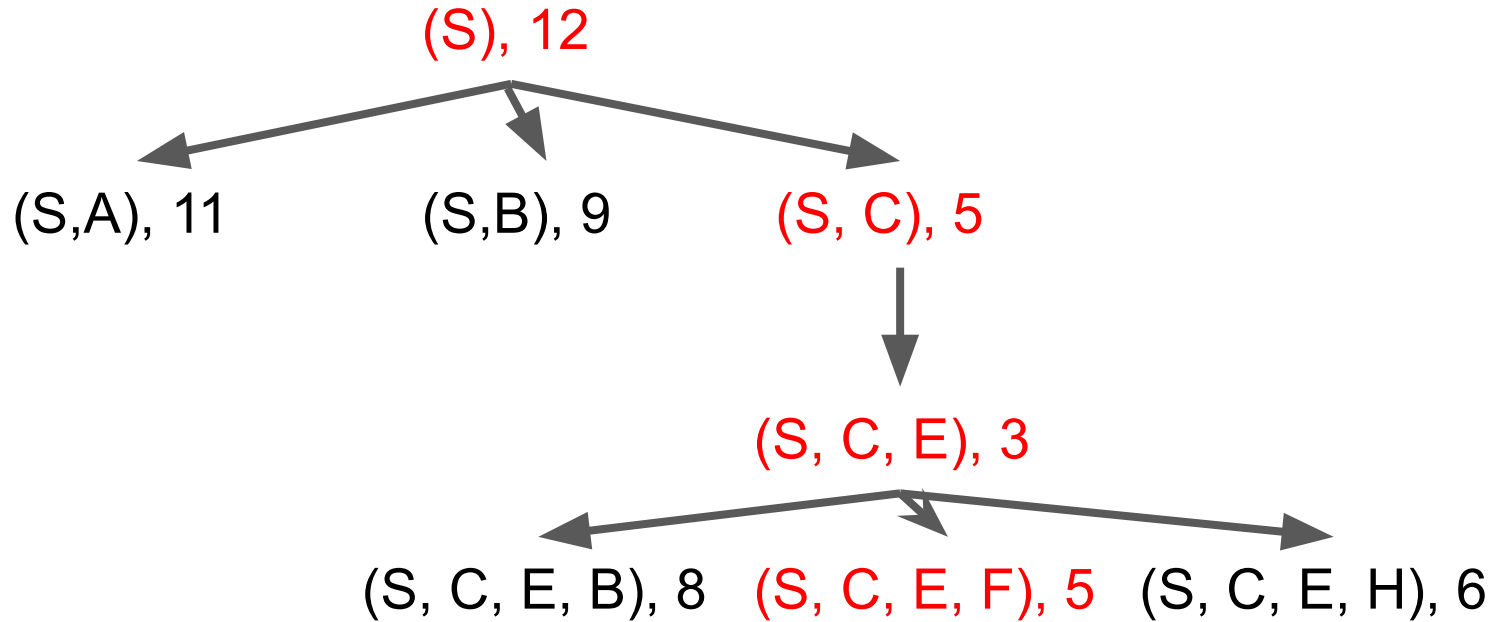 (S), 12
(S,A), 11 (S,B), 9 (S, C), 5
(S, C, E), 3
(S, C, E, B), 8 (S, C, E, F), 5 (S, C, E, H), 6